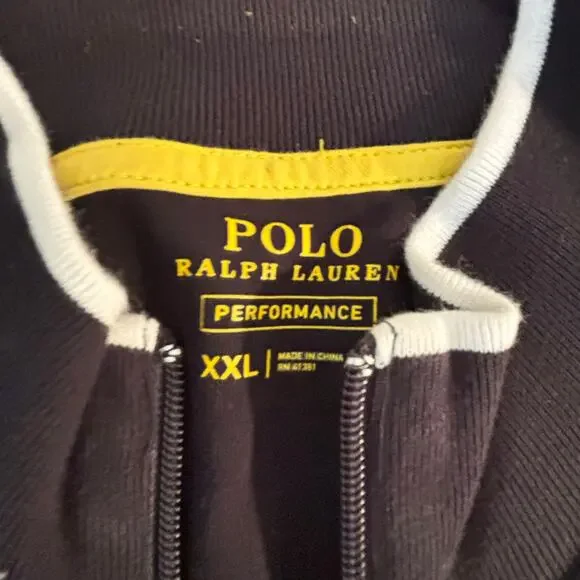 POLO
RALPH LAUREN
PERFORMANCE
XXL
MADE IN CHINA
RN 41381